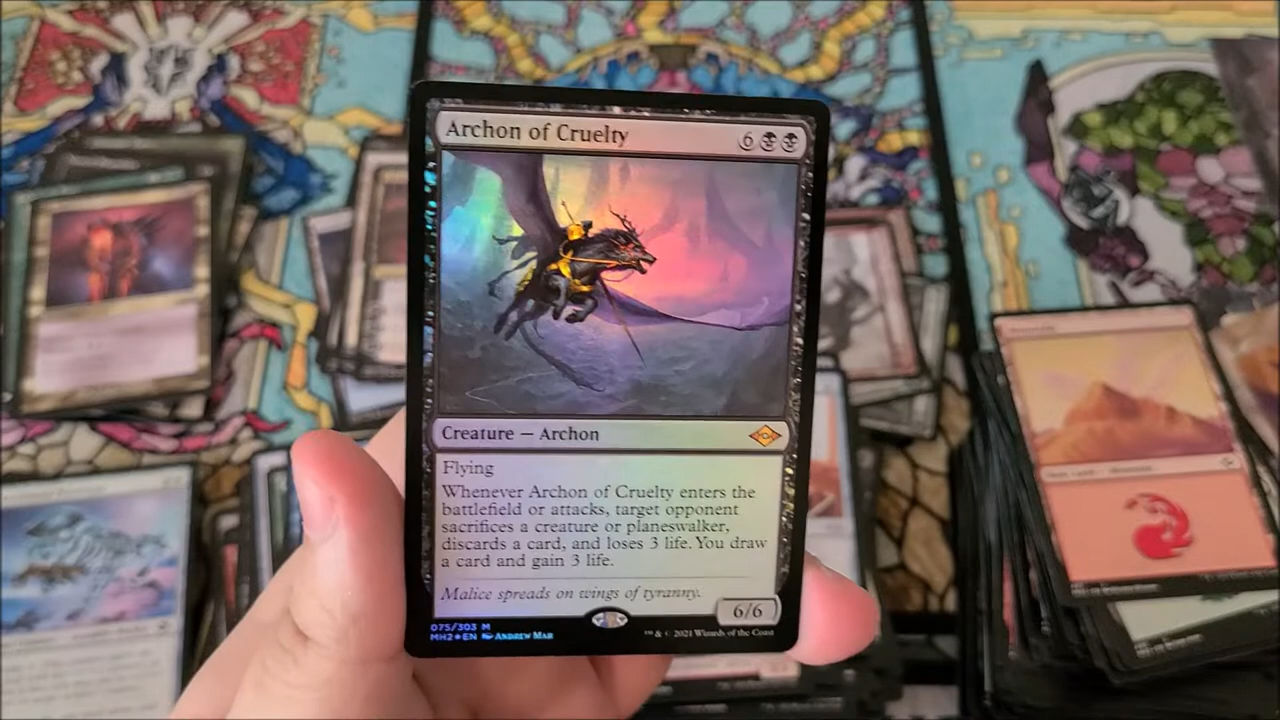 Archon of Cruelty 6
Creature — Archon
Flying
Whenever Archon of Cruelty enters the
battlefield or attacks, target opponent
sacrifices a creature or planeswalker,
discards a card, and loses 3 life. You draw
a card and gain 3 life.
Malice spreads on wings of tyranny.
6/6
075/303 M
MH2★EN Andrew Mar ™ & © 2021 Wizards of the Coast
Mountain